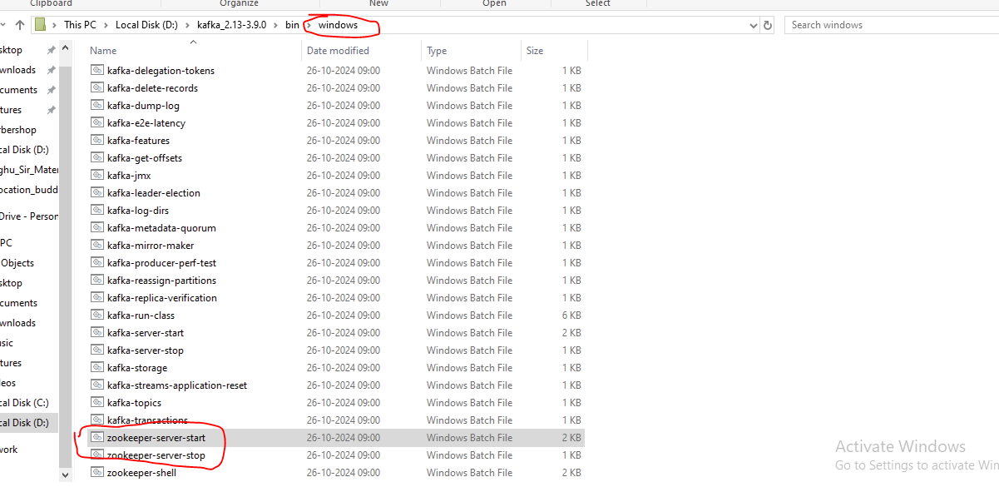 Clipboard Organize New Open Select
This PC Local Disk (D:) kafka_2.13-3.9.0 bin windows Search windows
Name Date modified Type Size
sktop
wnloads
cuments
tures
rbershop
cal Disk (D:)
ghu_Sir_Mater
ocation_budd
Drive - Person
PC
Objects
sktop
cuments
wnloads
usic
tures
eos
cal Disk (C:)
cal Disk (D:)
work
kafka-delegation-tokens 26-10-2024 09:00 Windows Batch File 1 KB
kafka-delete-records 26-10-2024 09:00 Windows Batch File 1 KB
kafka-dump-log 26-10-2024 09:00 Windows Batch File 1 KB
kafka-e2e-latency 26-10-2024 09:00 Windows Batch File 1 KB
kafka-features 26-10-2024 09:00 Windows Batch File 1 KB
kafka-get-offsets 26-10-2024 09:00 Windows Batch File 1 KB
kafka-jmx 26-10-2024 09:00 Windows Batch File 1 KB
kafka-leader-election 26-10-2024 09:00 Windows Batch File 1 KB
kafka-log-dirs 26-10-2024 09:00 Windows Batch File 1 KB
kafka-metadata-quorum 26-10-2024 09:00 Windows Batch File 1 KB
kafka-mirror-maker 26-10-2024 09:00 Windows Batch File 1 KB
kafka-producer-perf-test 26-10-2024 09:00 Windows Batch File 1 KB
kafka-reassign-partitions 26-10-2024 09:00 Windows Batch File 1 KB
kafka-replica-verification 26-10-2024 09:00 Windows Batch File 1 KB
kafka-run-class 26-10-2024 09:00 Windows Batch File 6 KB
kafka-server-start 26-10-2024 09:00 Windows Batch File 2 KB
kafka-server-stop 26-10-2024 09:00 Windows Batch File 1 KB
kafka-storage 26-10-2024 09:00 Windows Batch File 1 KB
kafka-streams-application-reset 26-10-2024 09:00 Windows Batch File 1 KB
kafka-topics 26-10-2024 09:00 Windows Batch File 1 KB
kafka-transactions 26-10-2024 09:00 Windows Batch File 1 KB
zookeeper-server-start 26-10-2024 09:00 Windows Batch File 2 KB
zookeeper-server-stop 26-10-2024 09:00 Windows Batch File 1 KB
zookeeper-shell 26-10-2024 09:00 Windows Batch File 2 KB
Activate Windows
Go to Settings to activate Win